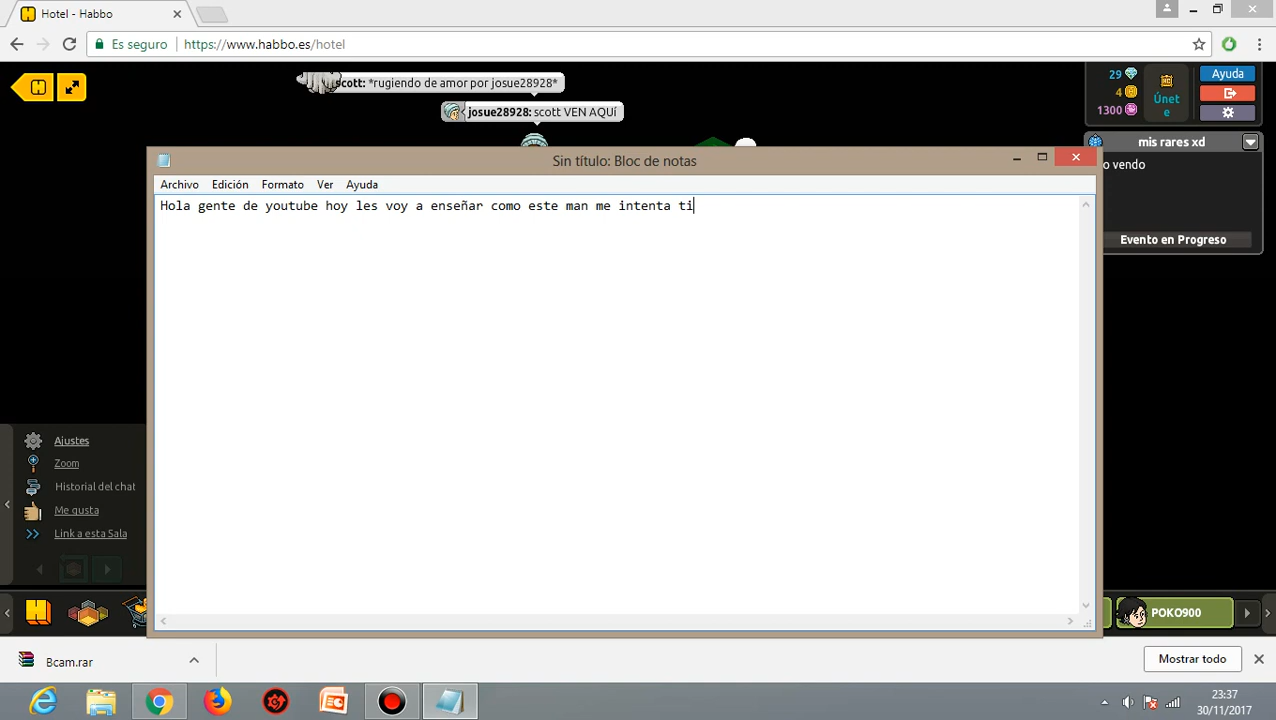 Hotel - Habbo
Es seguro
https://www.habbo.es/hotel
scott: *rugiendo de amor por josue28928*
josue28928: scott VEN AQUí
29
4
1300
Únet
e
Ayuda
mis rares xd
o vendo
Evento en Progreso
Sin título: Bloc de notas
Archivo Edición Formato Ver Ayuda
Hola gente de youtube hoy les voy a enseñar como este man me intenta ti
Ajustes
Zoom
Historial del chat
Me gusta
Link a esta Sala
POKO900
Bcam.rar
Mostrar todo
23:37
30/11/2017